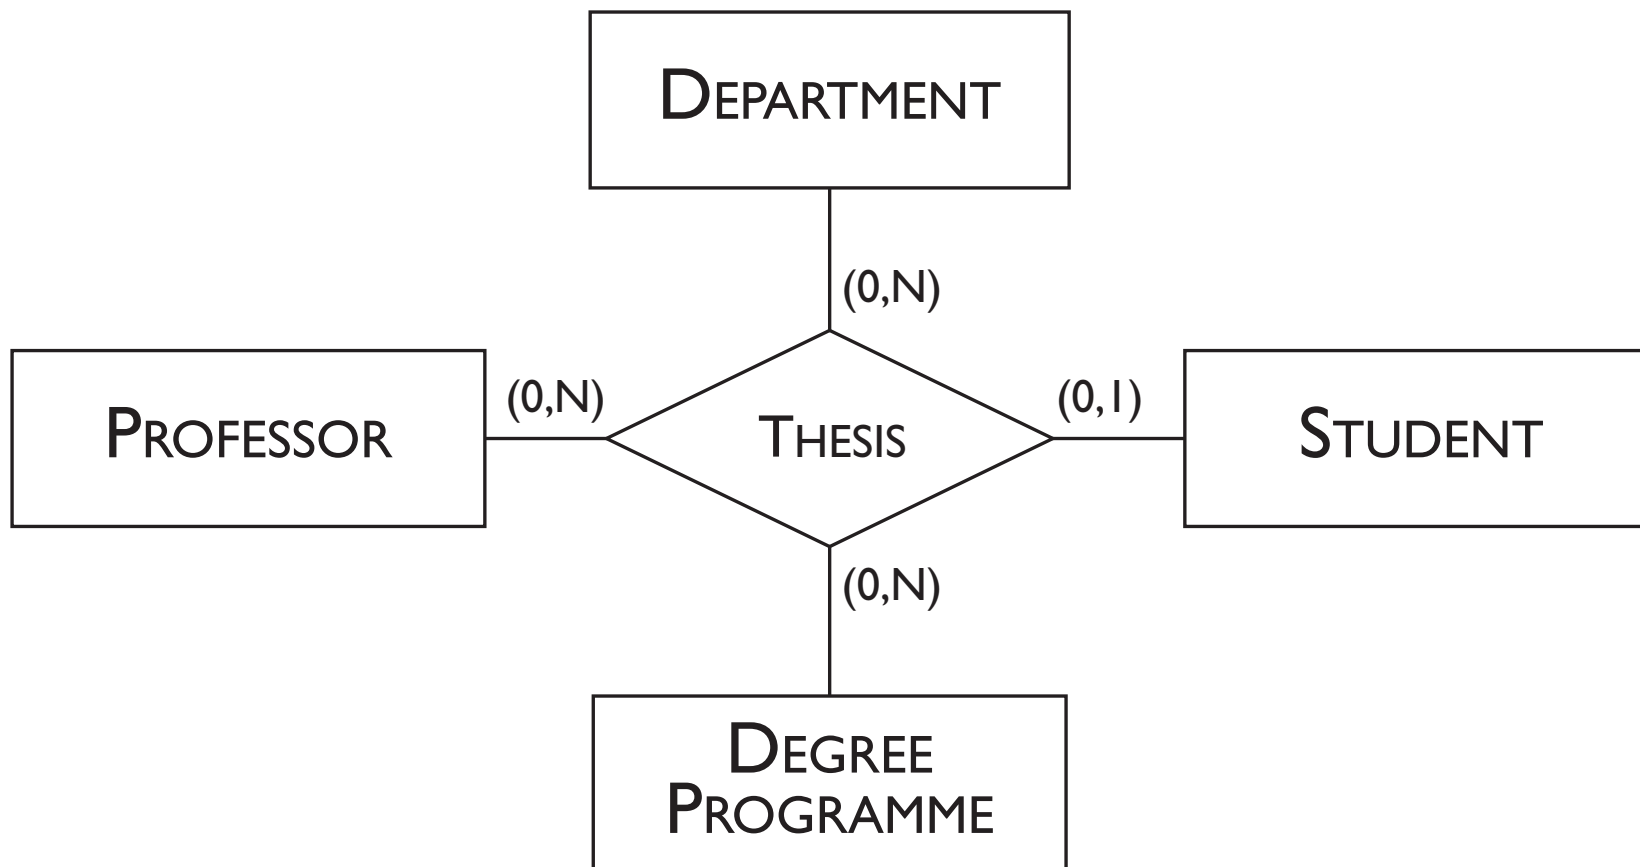 DEPARTMENT
(0,N)
PROFESSOR
(0,N)
THESIS
(0,1)
STUDENT
(0,N)
DEGREE
PROGRAMME